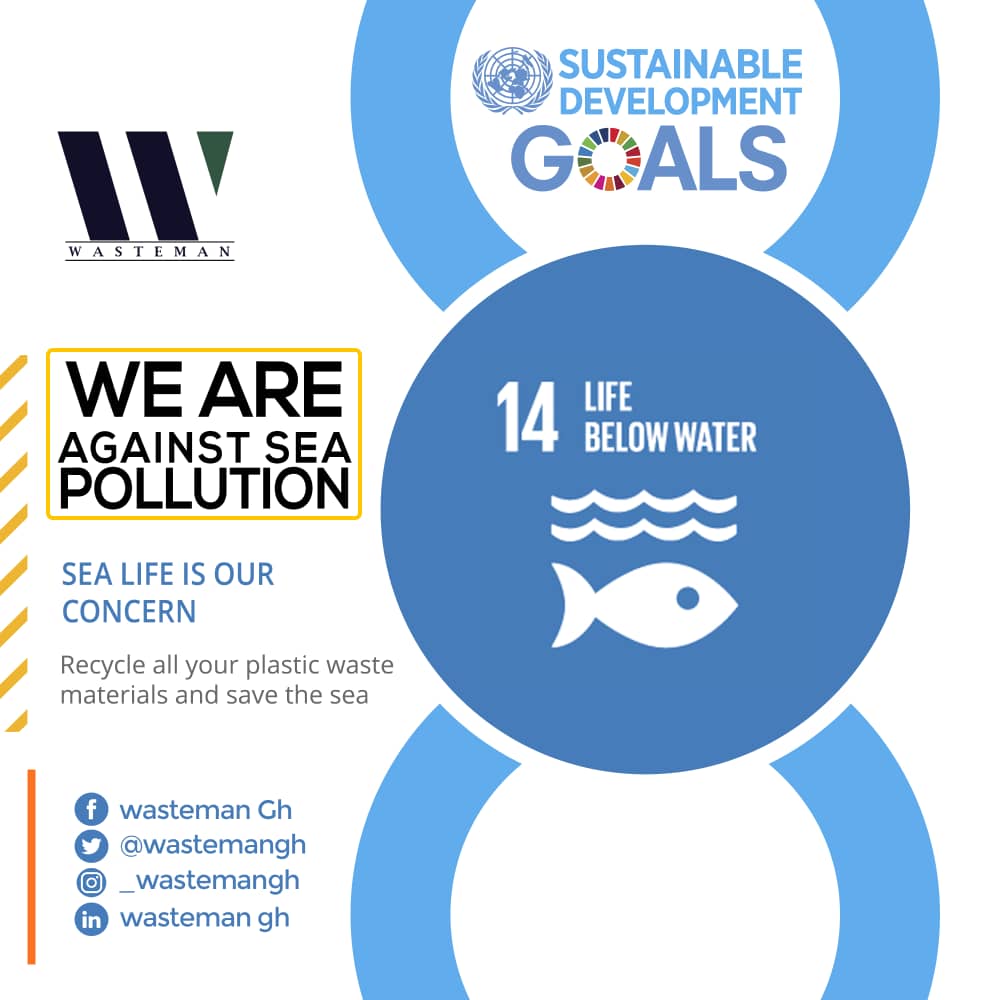 SUSTAINABLE
DEVELOPMENT
GOALS
WASTEMAN
WE ARE
AGAINST SEA
POLLUTION
SEA LIFE IS OUR
CONCERN
Recycle all your plastic waste
materials and save the sea
14 LIFE
BELOW WATER
wasteman Gh
@wastemangh
_wastemangh
wasteman gh